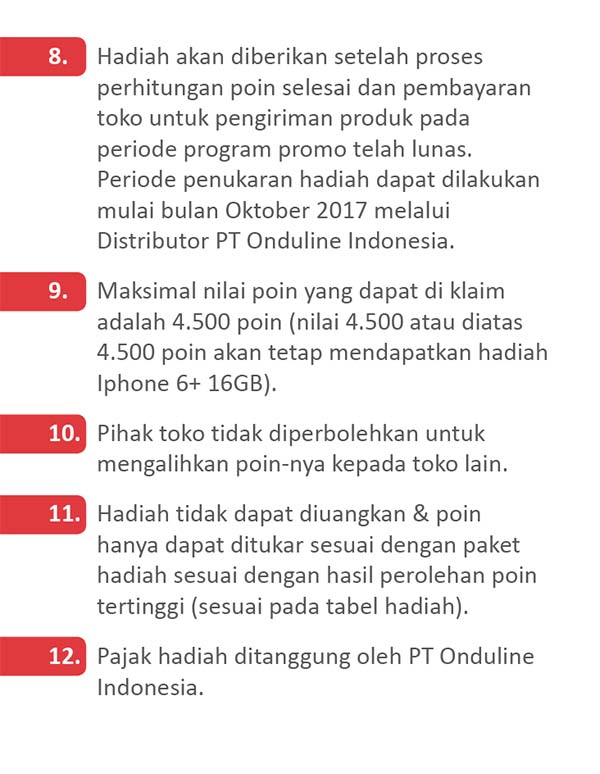 8. Hadiah akan diberikan setelah proses
perhitungan poin selesai dan pembayaran
toko untuk pengiriman produk pada
periode program promo telah lunas.
Periode penukaran hadiah dapat dilakukan
mulai bulan Oktober 2017 melalui
Distributor PT Onduline Indonesia.
9. Maksimal nilai poin yang dapat di klaim
adalah 4.500 poin (nilai 4.500 atau diatas
4.500 poin akan tetap mendapatkan hadiah
Iphone 6+ 16GB).
10. Pihak toko tidak diperbolehkan untuk
mengalihkan poin-nya kepada toko lain.
11. Hadiah tidak dapat diuangkan & poin
hanya dapat ditukar sesuai dengan paket
hadiah sesuai dengan hasil perolehan poin
tertinggi (sesuai pada tabel hadiah).
12. Pajak hadiah ditanggung oleh PT Onduline
Indonesia.